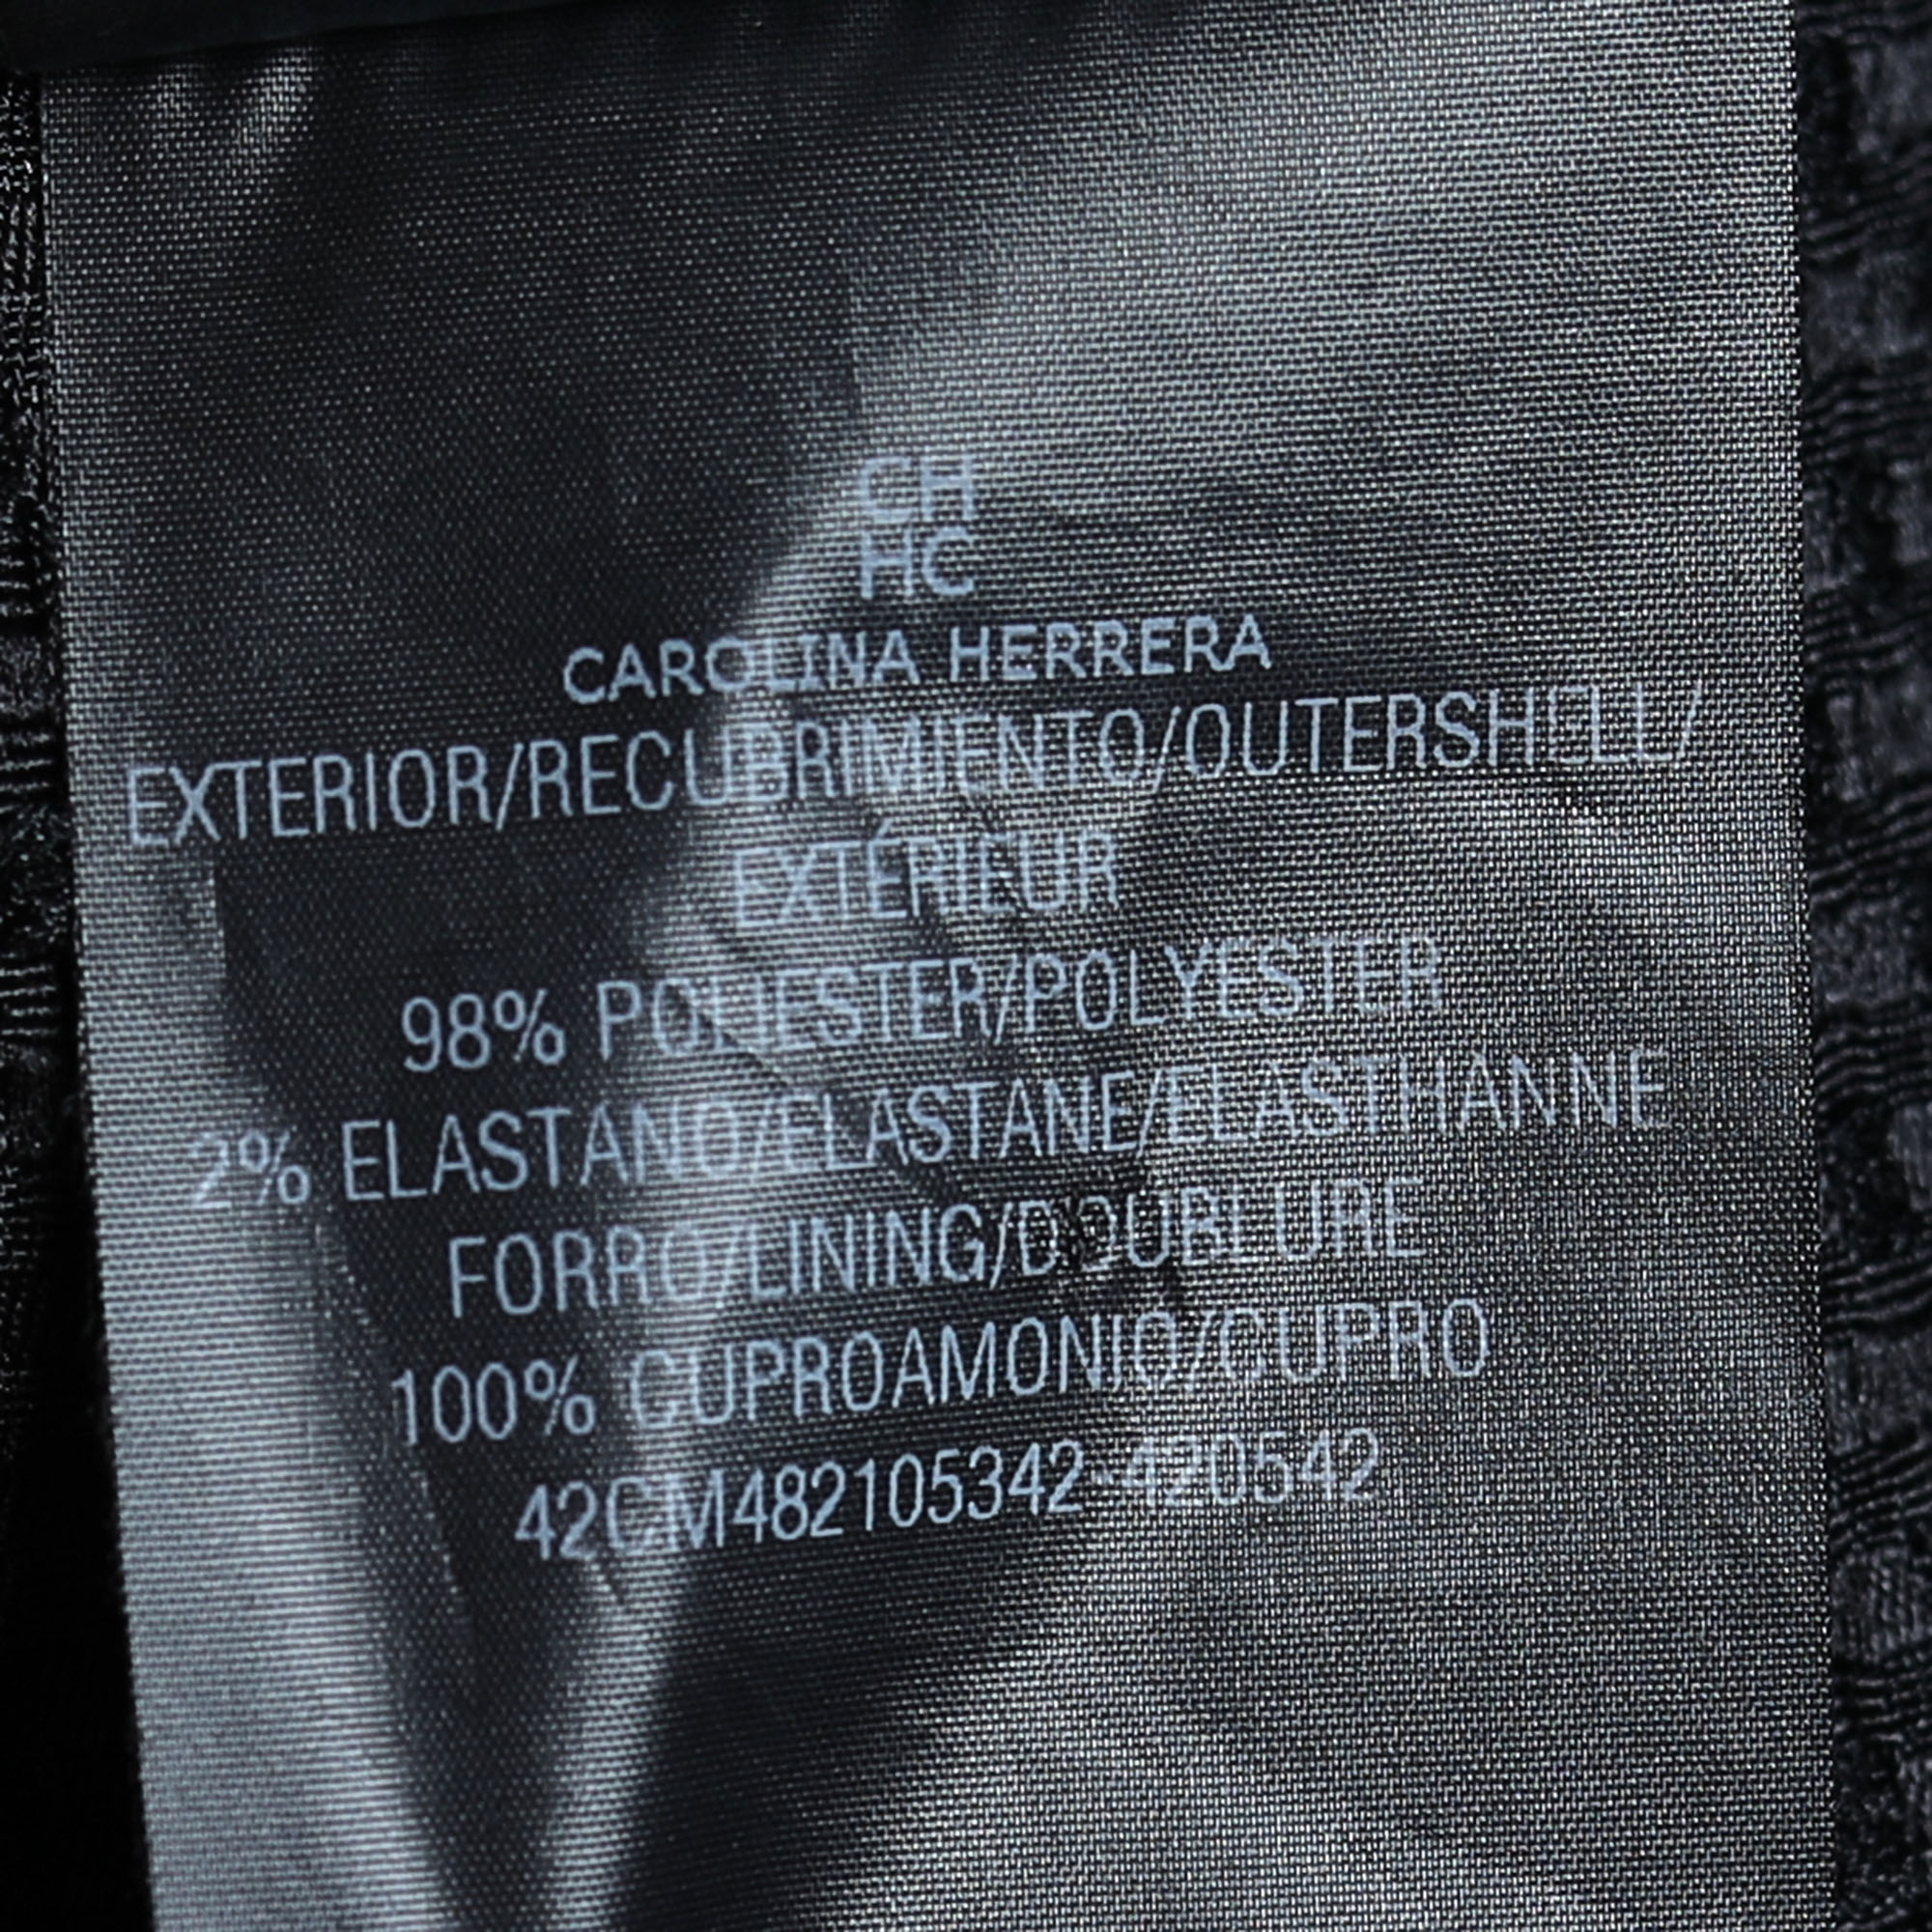 CH
HC
CAROLINA HERRERA
EXTERIOR/RECUBRIMIENTO/OUTERSHELL/
EXTÉRIEUR
98% POLIESTER/POLYESTER
2% ELASTANO/ELASTANE/ELASTHANNE
FORRO/LINING/DOUBLURE
100% CUPROAMONIO/CUPRO
42CM482105342-420542